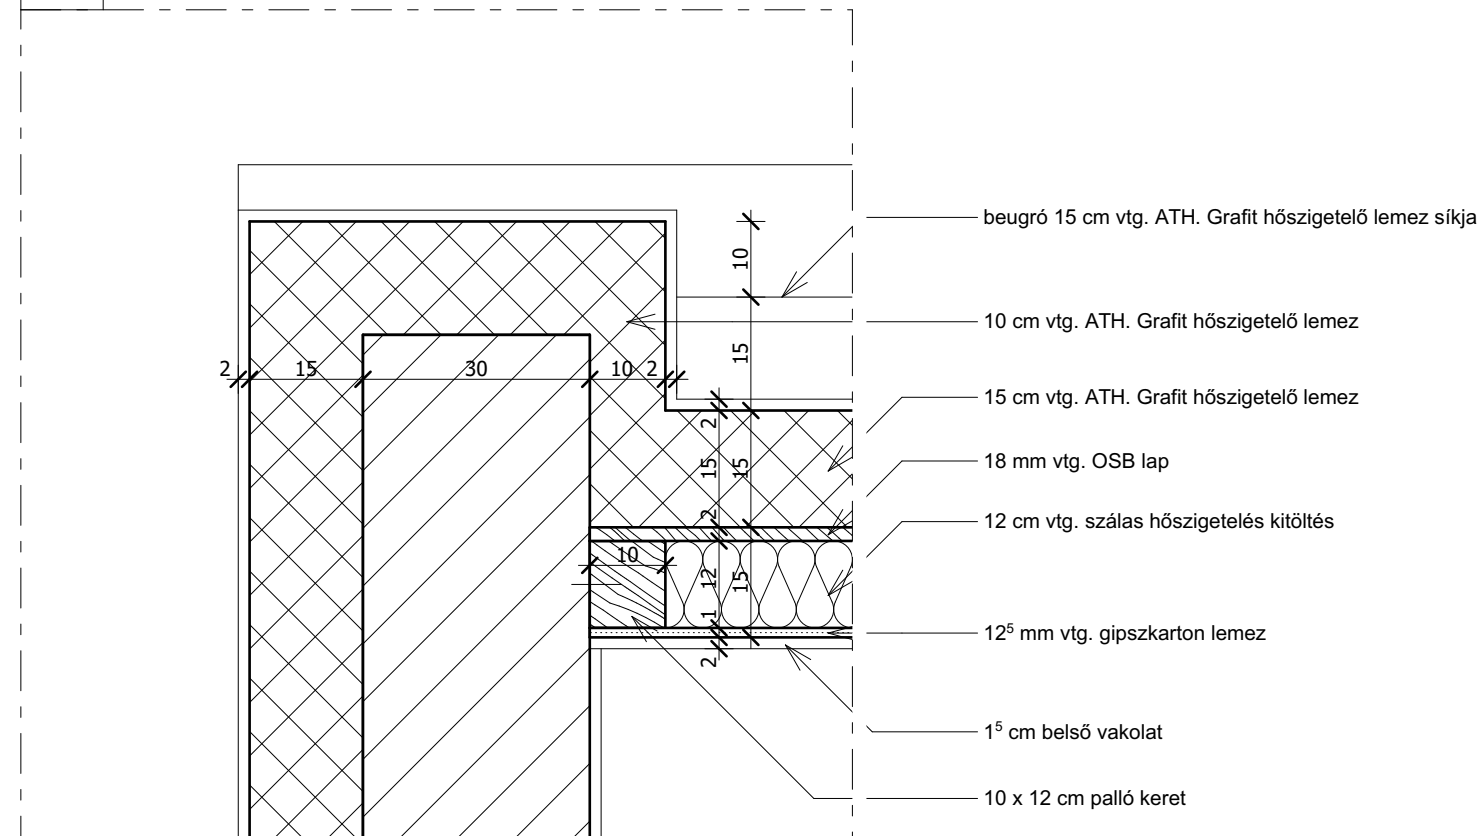 beugró 15 cm vtg. ATH. Grafit hőszigetelő lemez síkja
10
10 cm vtg. ATH. Grafit hőszigetelő lemez
15
2 15 30 10 2
15 cm vtg. ATH. Grafit hőszigetelő lemez
2
15 15
18 mm vtg. OSB lap
2
12 cm vtg. szálas hőszigetelés kitöltés
10
12 15
1
12⁵ mm vtg. gipszkarton lemez
2
1⁵ cm belső vakolat
10 x 12 cm palló keret